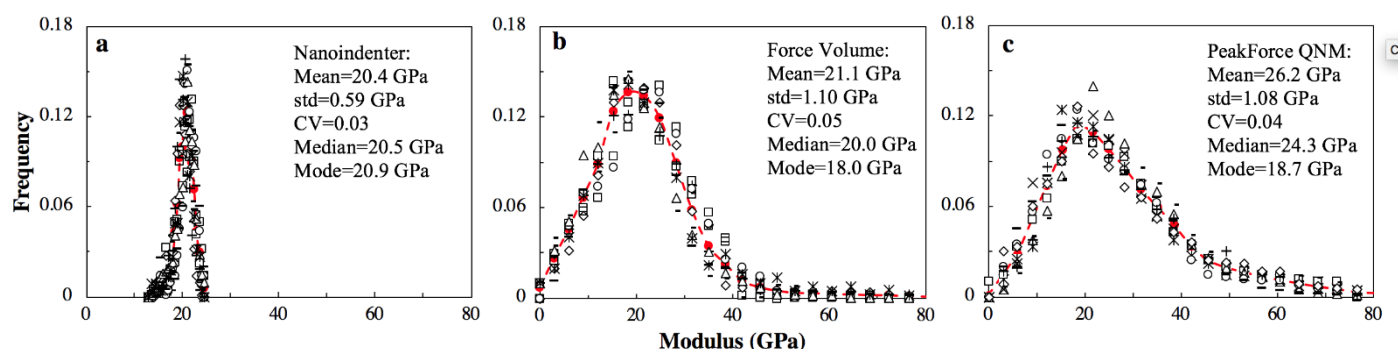 a
Nanoindenter:
Mean=20.4 GPa
std=0.59 GPa
CV=0.03
Median=20.5 GPa
Mode=20.9 GPa
b
Force Volume:
Mean=21.1 GPa
std=1.10 GPa
CV=0.05
Median=20.0 GPa
Mode=18.0 GPa
c
PeakForce QNM:
Mean=26.2 GPa
std=1.08 GPa
CV=0.04
Median=24.3 GPa
Mode=18.7 GPa
C
Frequency
0.18
0.12
0.06
0
0.18
0.12
0.06
0
0.18
0.12
0.06
0
0 20 40 60 80
0 20 40 60 80
0 20 40 60 80
Modulus (GPa)